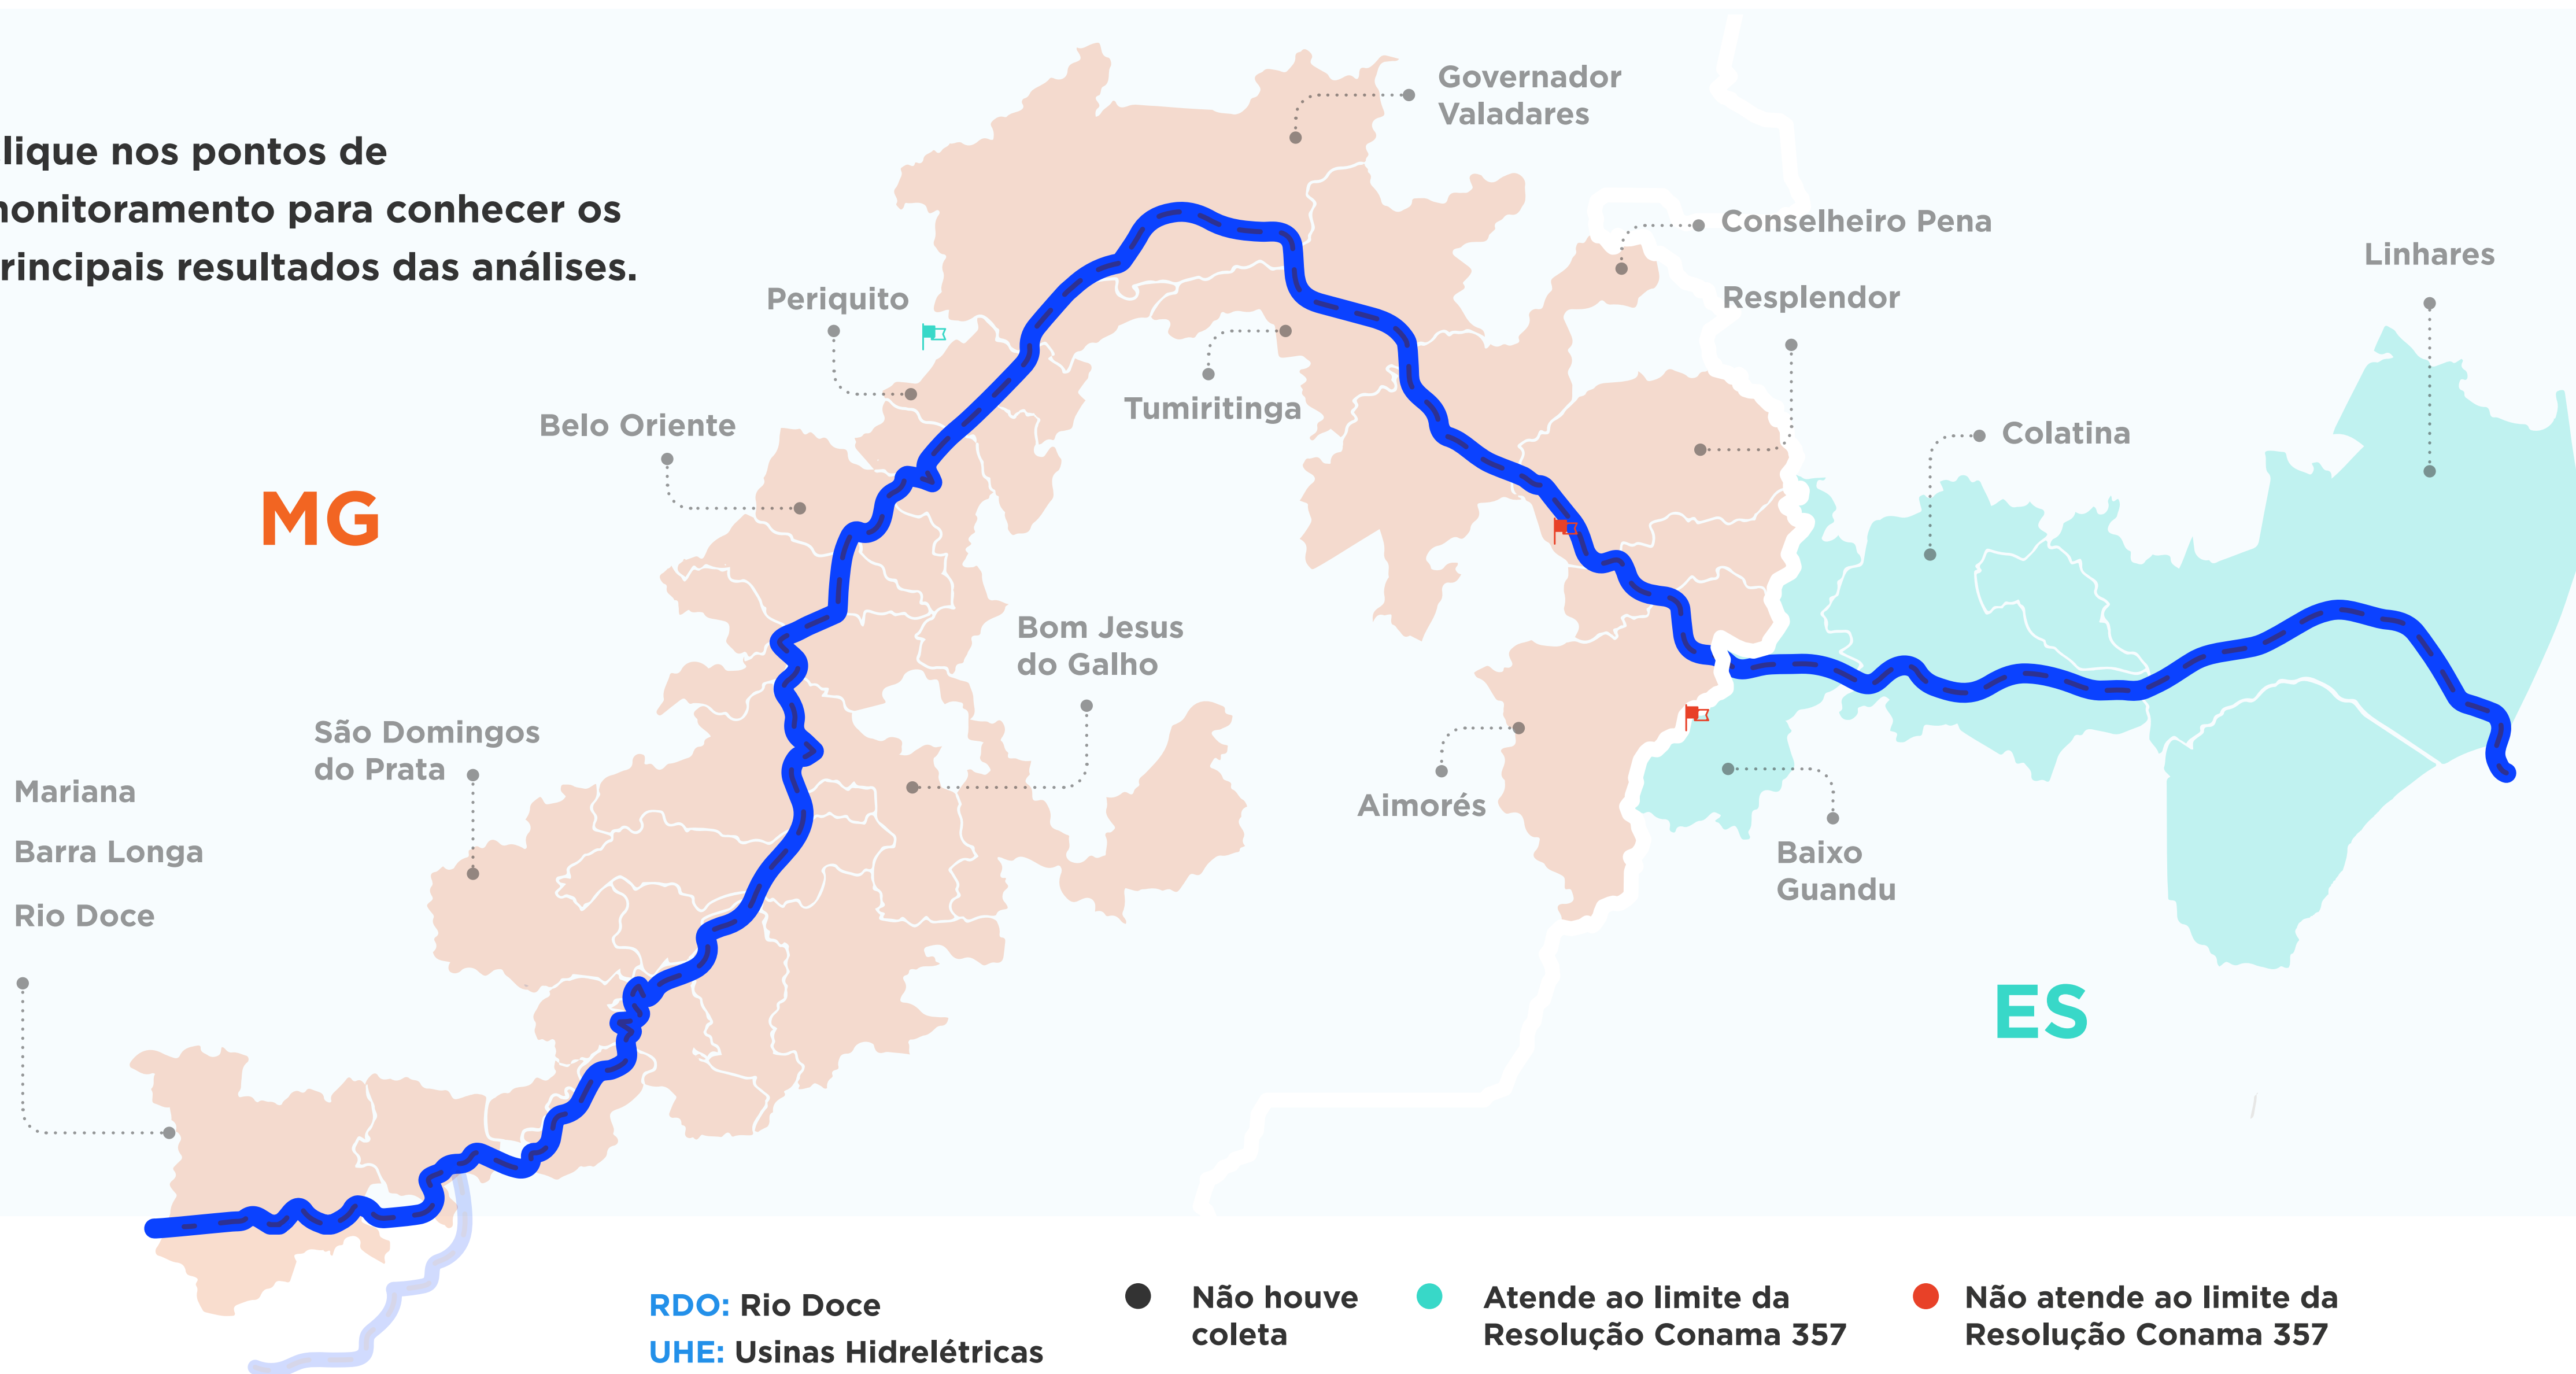 lique nos pontos de
onitoramento para conhecer os
rincipais resultados das análises.
MG
Governador
Valadares
Conselheiro Pena
Resplendor
Linhares
Periquito
Tumiritinga
Belo Oriente
Colatina
Bom Jesus
do Galho
São Domingos
do Prata
Mariana
Barra Longa
Rio Doce
Aimorés
Baixo
Guandu
ES
RDO: Rio Doce
UHE: Usinas Hidrelétricas
Não houve
coleta
Atende ao limite da
Resolução Conama 357
Não atende ao limite da
Resolução Conama 357